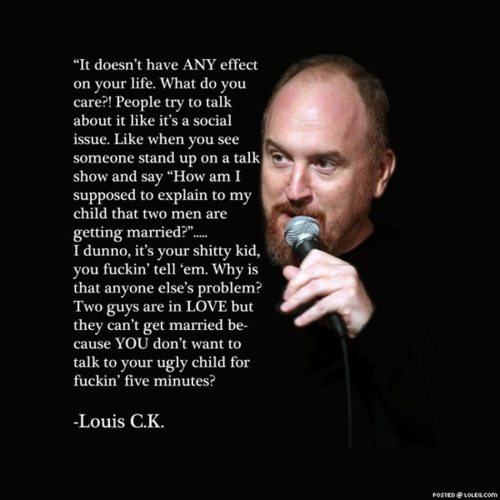 “It doesn’t have ANY effect
on your life. What do you
care?! People try to talk
about it like it’s a social
issue. Like when you see
someone stand up on a talk
show and say “How am I
supposed to explain to my
child that two men are
getting married?”.....
I dunno, it’s your shitty kid,
you fuckin’ tell ‘em. Why is
that anyone else’s problem?
Two guys are in LOVE but
they can’t get married be-
cause YOU don’t want to
talk to your ugly child for
fuckin’ five minutes?
-Louis C.K.
POSTED @ LOLEG.COM